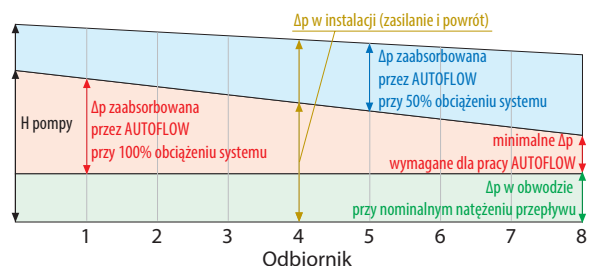 Δp w instalacji (zasilanie i powrót)
Δp zaabsorbowana
przez AUTOFLOW
przy 50% obciążeniu systemu
Δp zaabsorbowana
przez AUTOFLOW
przy 100% obciążeniu systemu
H pompy
minimalne Δp
wymagane dla pracy AUTOFLOW
Δp w obwodzie
przy nominalnym natężeniu przepływu
1 2 3 4 5 6 7 8
Odbiornik